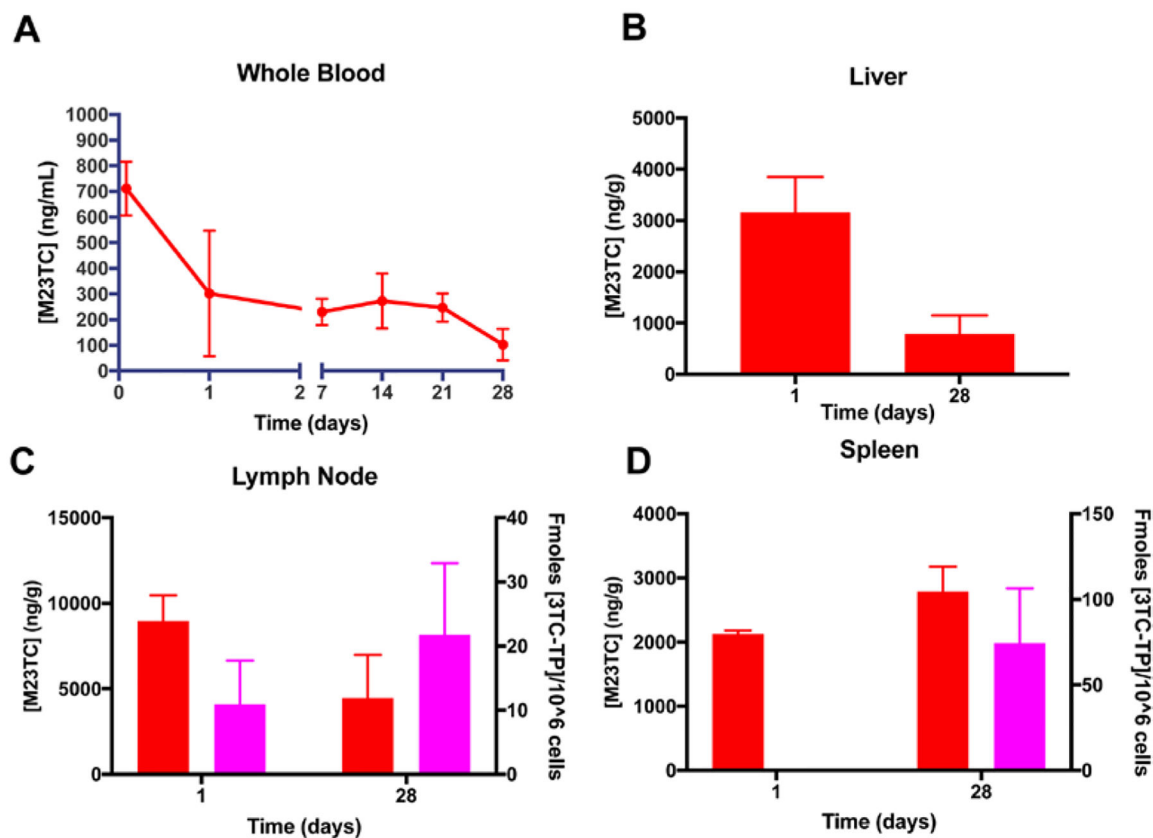 A
Whole Blood
[M23TC] (ng/mL)
1000
900
800
700
600
500
400
300
200
100
0
0 1 2 7 14 21 28
Time (days)
B
Liver
[M23TC] (ng/g)
5000
4000
3000
2000
1000
0
1 28
Time (days)
C
Lymph Node
[M23TC] (ng/g)
15000
10000
5000
0
40
30
20
10
0
Fmoles [3TC-TP]/10^6 cells
1 28
Time (days)
D
Spleen
[M23TC] (ng/g)
4000
3000
2000
1000
0
150
100
50
0
Fmoles [3TC-TP]/10^6 cells
1 28
Time (days)